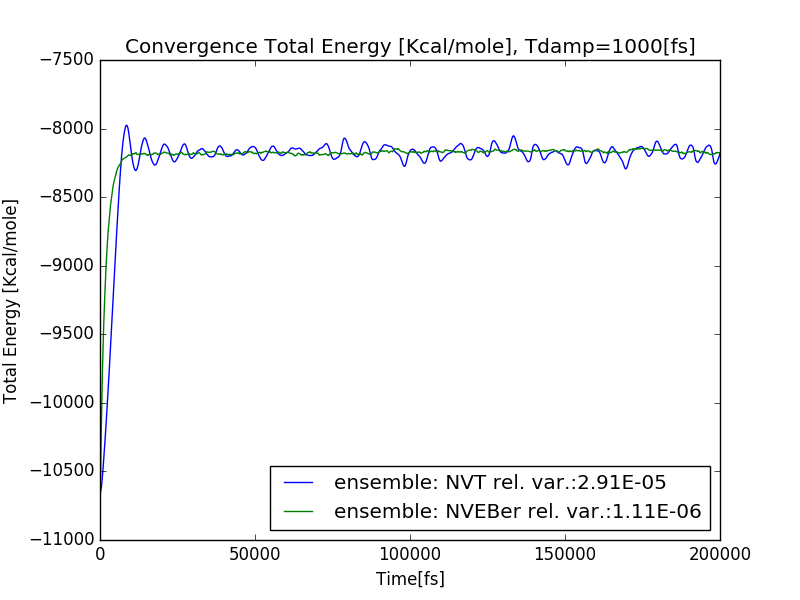 Convergence Total Energy [Kcal/mole], Tdamp=1000[fs]
−7500
−8000
−8500
−9000
−9500
−10000
−10500
−11000
Total Energy [Kcal/mole]
ensemble: NVT rel. var.:2.91E-05
ensemble: NVEBer rel. var.:1.11E-06
0
50000
100000
150000
200000
Time[fs]